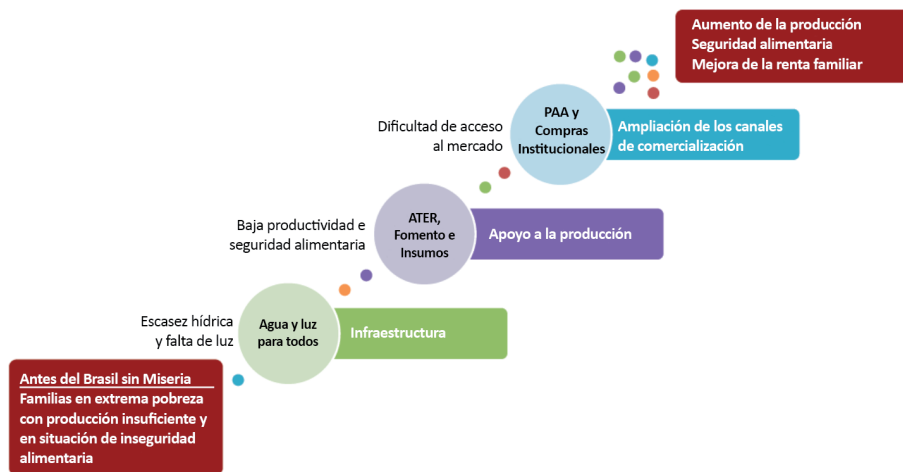 Aumento de la producción
Seguridad alimentaria
Mejora de la renta familiar
Dificultad de acceso
al mercado
PAA y
Compras
Institucionales
Ampliación de los canales
de comercialización
Baja productividad e
seguridad alimentaria
ATER,
Fomento e
Insumos
Apoyo a la producción
Escasez hídrica
y falta de luz
Agua y luz
para todos
Infraestructura
Antes del Brasil sin Miseria
Familias en extrema pobreza
con producción insuficiente y
en situación de inseguridad
alimentaria